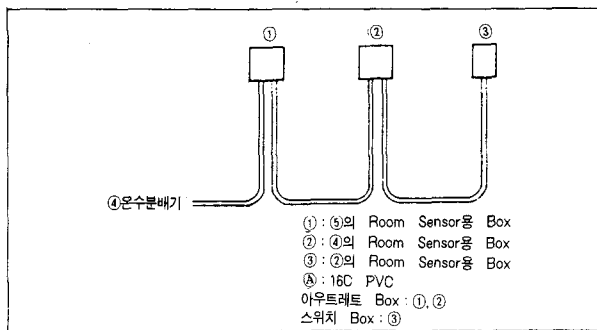 ① ② ③
④온수분배기
① : ⑤의 Room Sensor용 Box
② : ④의 Room Sensor용 Box
③ : ②의 Room Sensor용 Box
Ⓐ : 16C PVC
아우트레트 Box : ①, ②
스위치 Box : ③